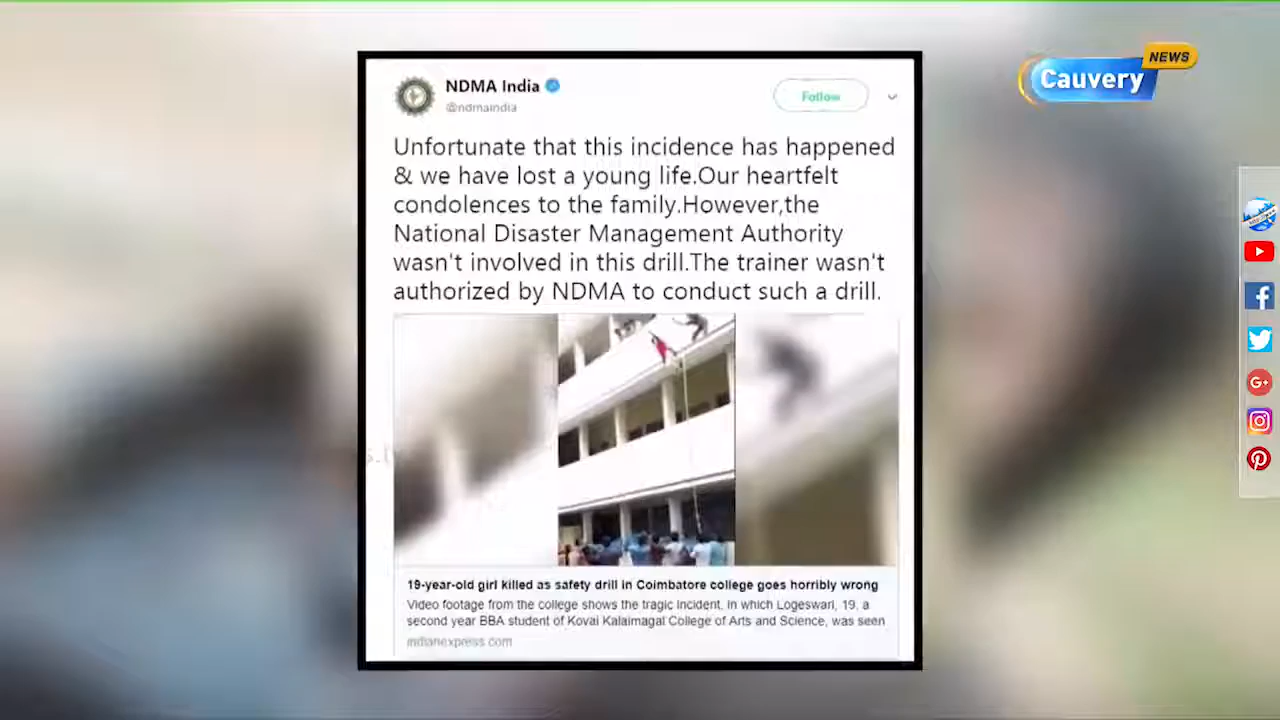 NEWS
Cauvery
NDMA India
@ndmaindia
Follow
Unfortunate that this incidence has happened
& we have lost a young life.Our heartfelt
condolences to the family.However,the
National Disaster Management Authority
wasn't involved in this drill.The trainer wasn't
authorized by NDMA to conduct such a drill.
19-year-old girl killed as safety drill in Coimbatore college goes horribly wrong
Video footage from the college shows the tragic incident, in which Logeswari, 19, a
second year BBA student of Kovai Kalaimagal College of Arts and Science, was seen
indianexpress.com